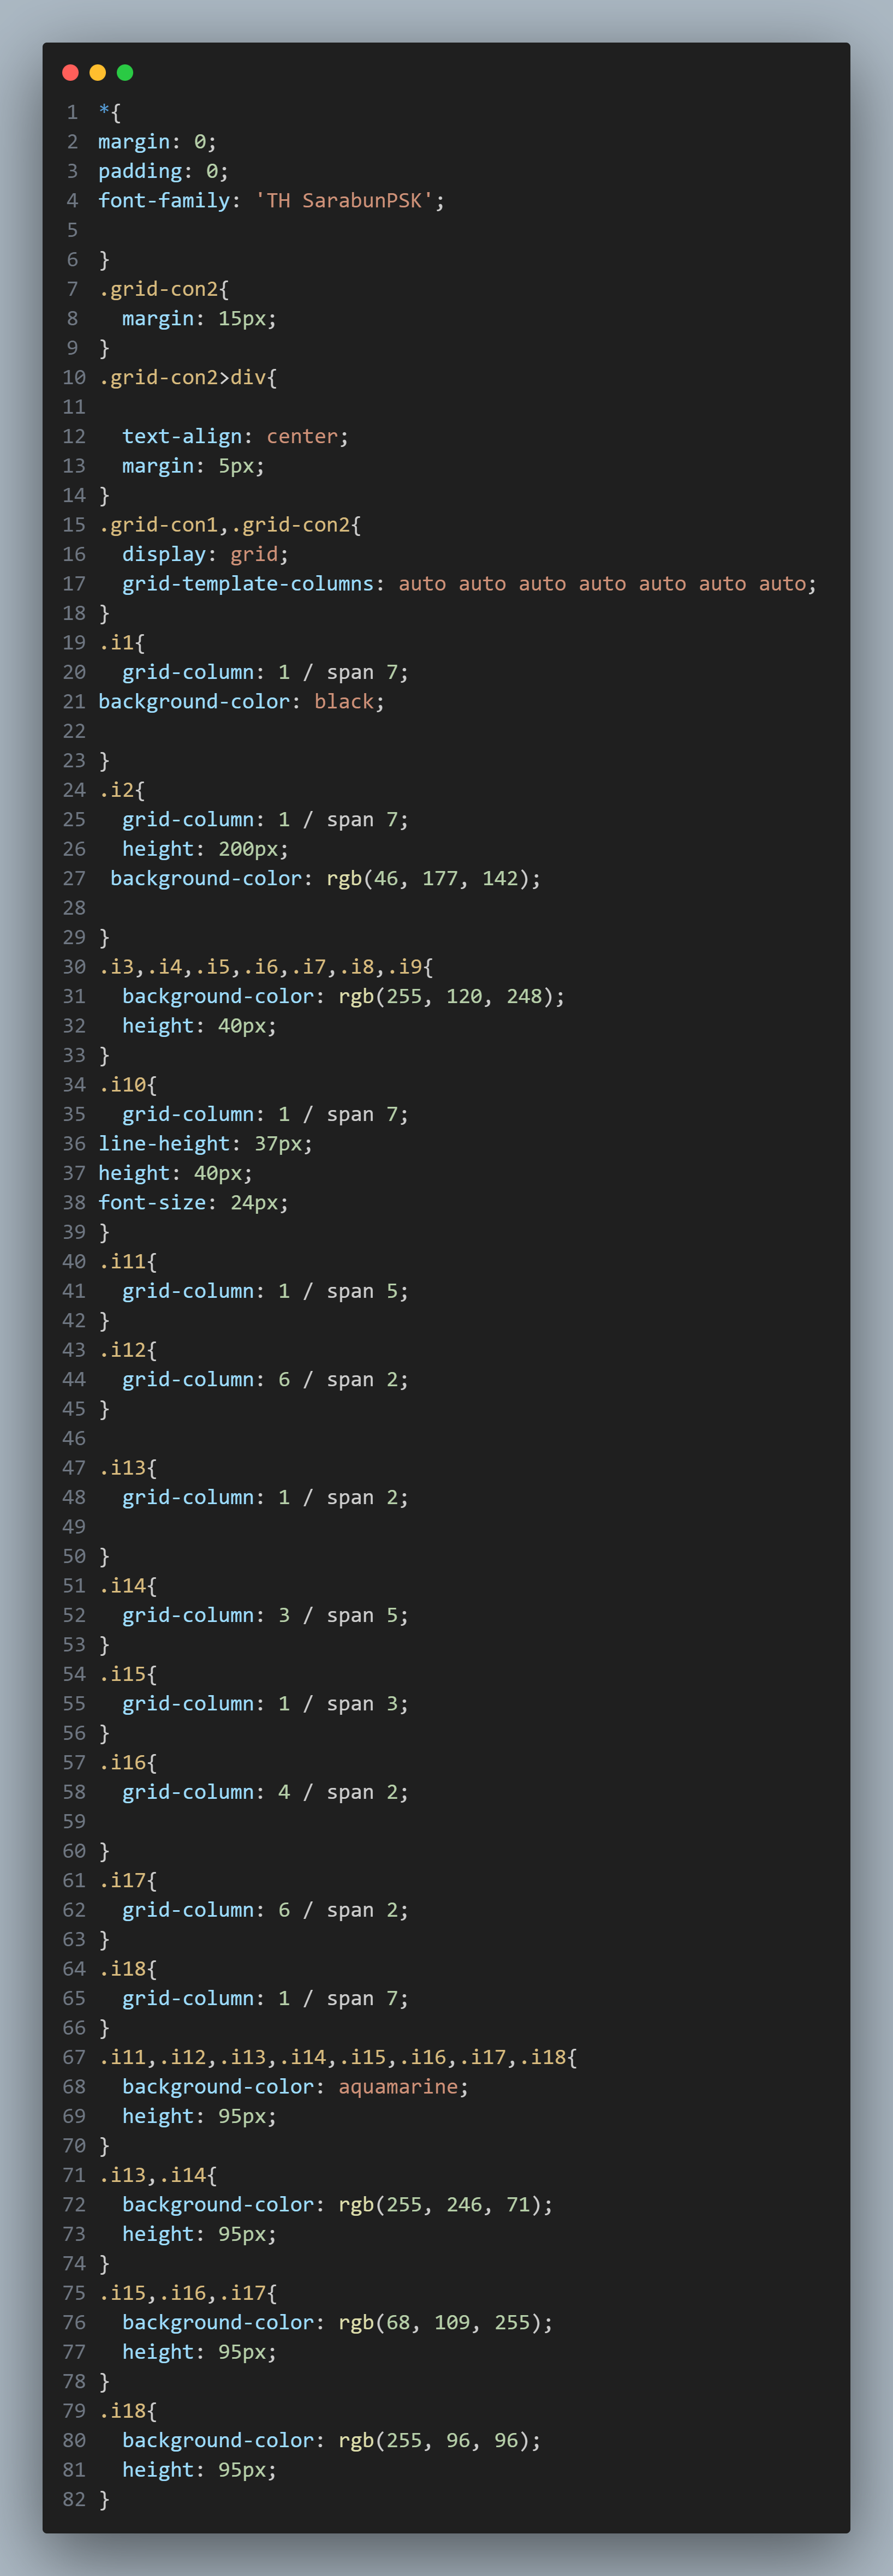 1 *{
2 margin: 0;
3 padding: 0;
4 font-family: 'TH SarabunPSK';
5
6 }
7 .grid-con2{
8   margin: 15px;
9 }
10 .grid-con2>div{
11
12   text-align: center;
13   margin: 5px;
14 }
15 .grid-con1,.grid-con2{
16   display: grid;
17   grid-template-columns: auto auto auto auto auto auto auto;
18 }
19 .i1{
20   grid-column: 1 / span 7;
21 background-color: black;
22
23 }
24 .i2{
25   grid-column: 1 / span 7;
26   height: 200px;
27  background-color: rgb(46, 177, 142);
28
29 }
30 .i3,.i4,.i5,.i6,.i7,.i8,.i9{
31   background-color: rgb(255, 120, 248);
32   height: 40px;
33 }
34 .i10{
35   grid-column: 1 / span 7;
36 line-height: 37px;
37 height: 40px;
38 font-size: 24px;
39 }
40 .i11{
41   grid-column: 1 / span 5;
42 }
43 .i12{
44   grid-column: 6 / span 2;
45 }
46
47 .i13{
48   grid-column: 1 / span 2;
49
50 }
51 .i14{
52   grid-column: 3 / span 5;
53 }
54 .i15{
55   grid-column: 1 / span 3;
56 }
57 .i16{
58   grid-column: 4 / span 2;
59
60 }
61 .i17{
62   grid-column: 6 / span 2;
63 }
64 .i18{
65   grid-column: 1 / span 7;
66 }
67 .i11,.i12,.i13,.i14,.i15,.i16,.i17,.i18{
68   background-color: aquamarine;
69   height: 95px;
70 }
71 .i13,.i14{
72   background-color: rgb(255, 246, 71);
73   height: 95px;
74 }
75 .i15,.i16,.i17{
76   background-color: rgb(68, 109, 255);
77   height: 95px;
78 }
79 .i18{
80   background-color: rgb(255, 96, 96);
81   height: 95px;
82 }